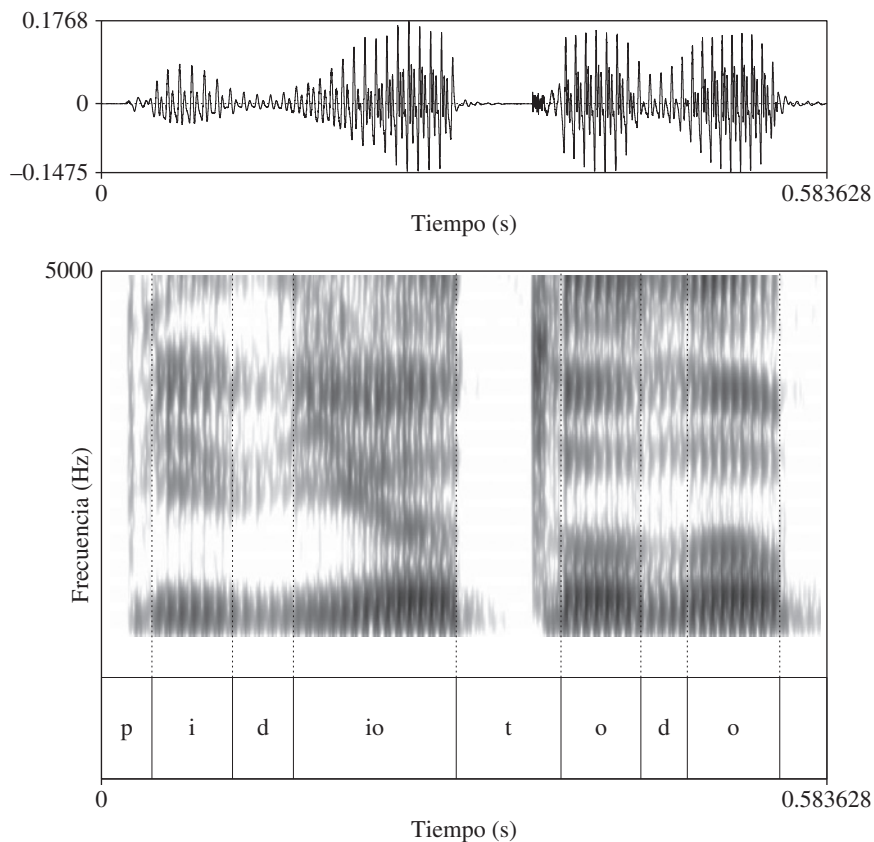 0.1768
0
–0.1475
0 0.583628
Tiempo (s)
5000
Frecuencia (Hz)
p i d io t o d o
0 0.583628
Tiempo (s)